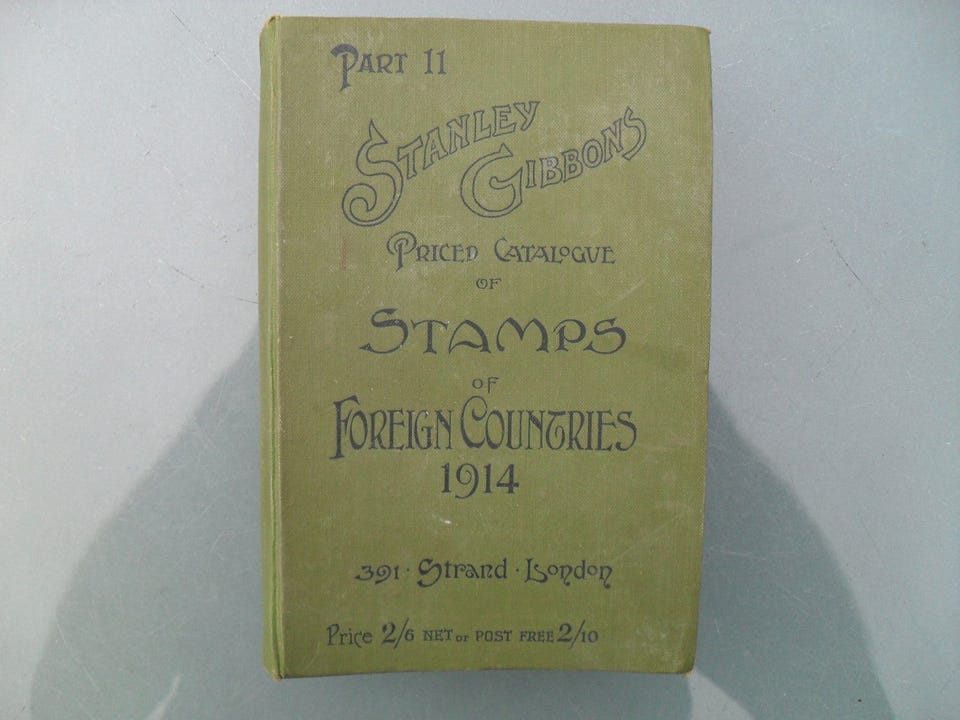 PART II
STANLEY
GIBBONS
PRICED CATALOGUE
OF
STAMPS
OF
FOREIGN COUNTRIES
1914
391 · Strand · London
Price 2/6 NET or POST FREE 2/10